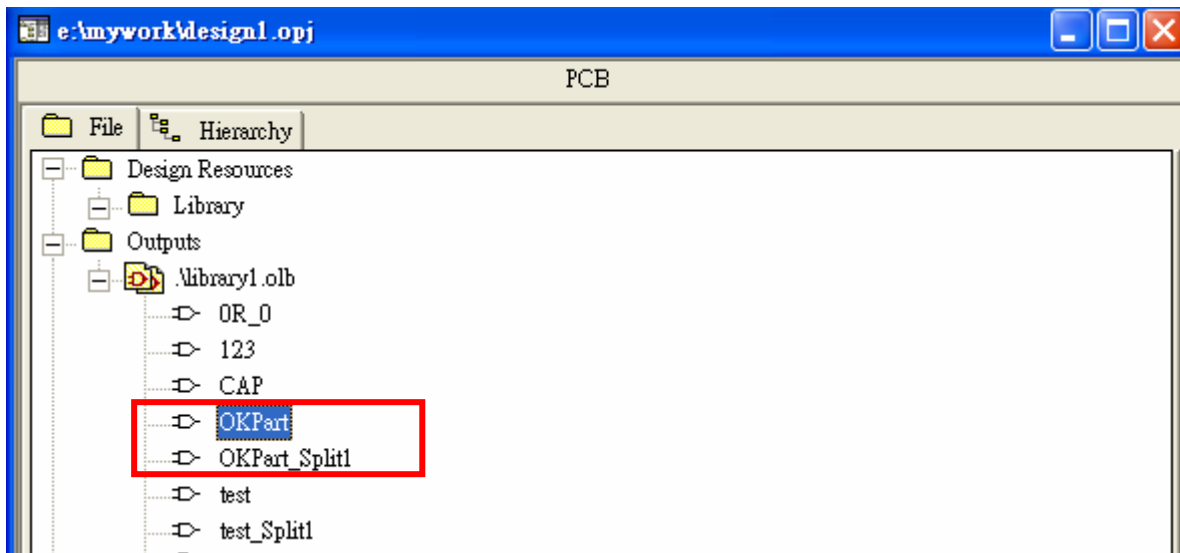 e:\mywork\design1.opj
PCB
File Hierarchy
Design Resources
Library
Outputs
.\library1.olb
0R_0
123
CAP
OKPart
OKPart_Split1
test
test_Split1